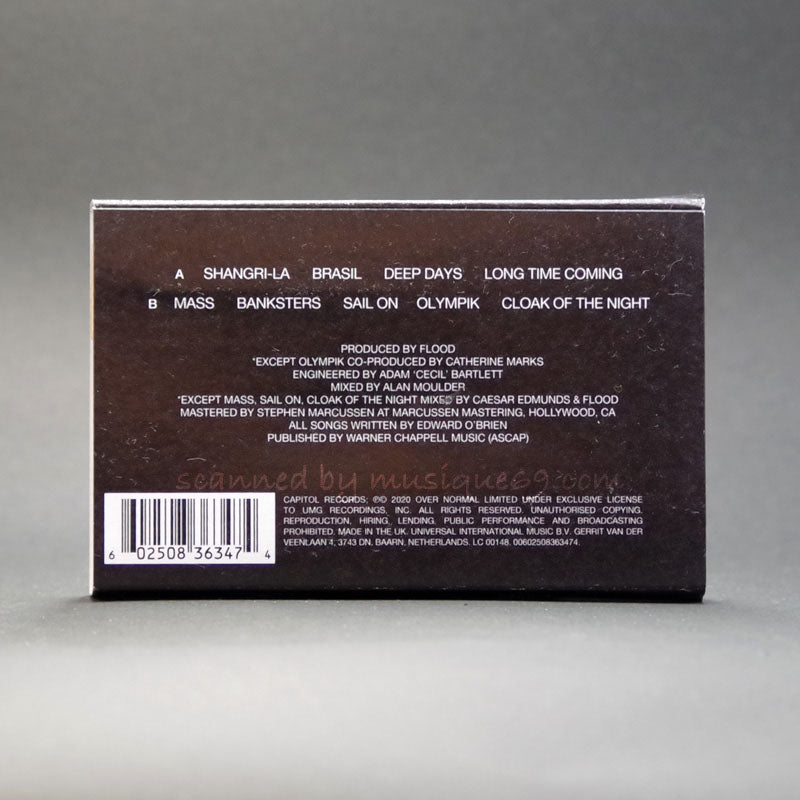 A SHANGRI-LA BRASIL DEEP DAYS LONG TIME COMING
B MASS BANKSTERS SAIL ON OLYMPIK CLOAK OF THE NIGHT
PRODUCED BY FLOOD
*EXCEPT OLYMPIK CO-PRODUCED BY CATHERINE MARKS
ENGINEERED BY ADAM 'CECIL' BARTLETT
MIXED BY ALAN MOULDER
*EXCEPT MASS, SAIL ON, CLOAK OF THE NIGHT MIXED BY CAESAR EDMUNDS & FLOOD
MASTERED BY STEPHEN MARCUSSEN AT MARCUSSEN MASTERING, HOLLYWOOD, CA
ALL SONGS WRITTEN BY EDWARD O'BRIEN
PUBLISHED BY WARNER CHAPPELL MUSIC (ASCAP)
scanned by musique69.com
CAPITOL RECORDS; ℗© 2020 OVER NORMAL LIMITED UNDER EXCLUSIVE LICENSE
TO UMG RECORDINGS, INC. ALL RIGHTS RESERVED. UNAUTHORISED COPYING,
REPRODUCTION, HIRING, LENDING, PUBLIC PERFORMANCE AND BROADCASTING
PROHIBITED. MADE IN THE UK. UNIVERSAL INTERNATIONAL MUSIC B.V. GERRIT VAN DER
VEENLAAN 4, 3743 DN, BAARN, NETHERLANDS. LC 00148. 00602508363474.
6 02508 36347 4